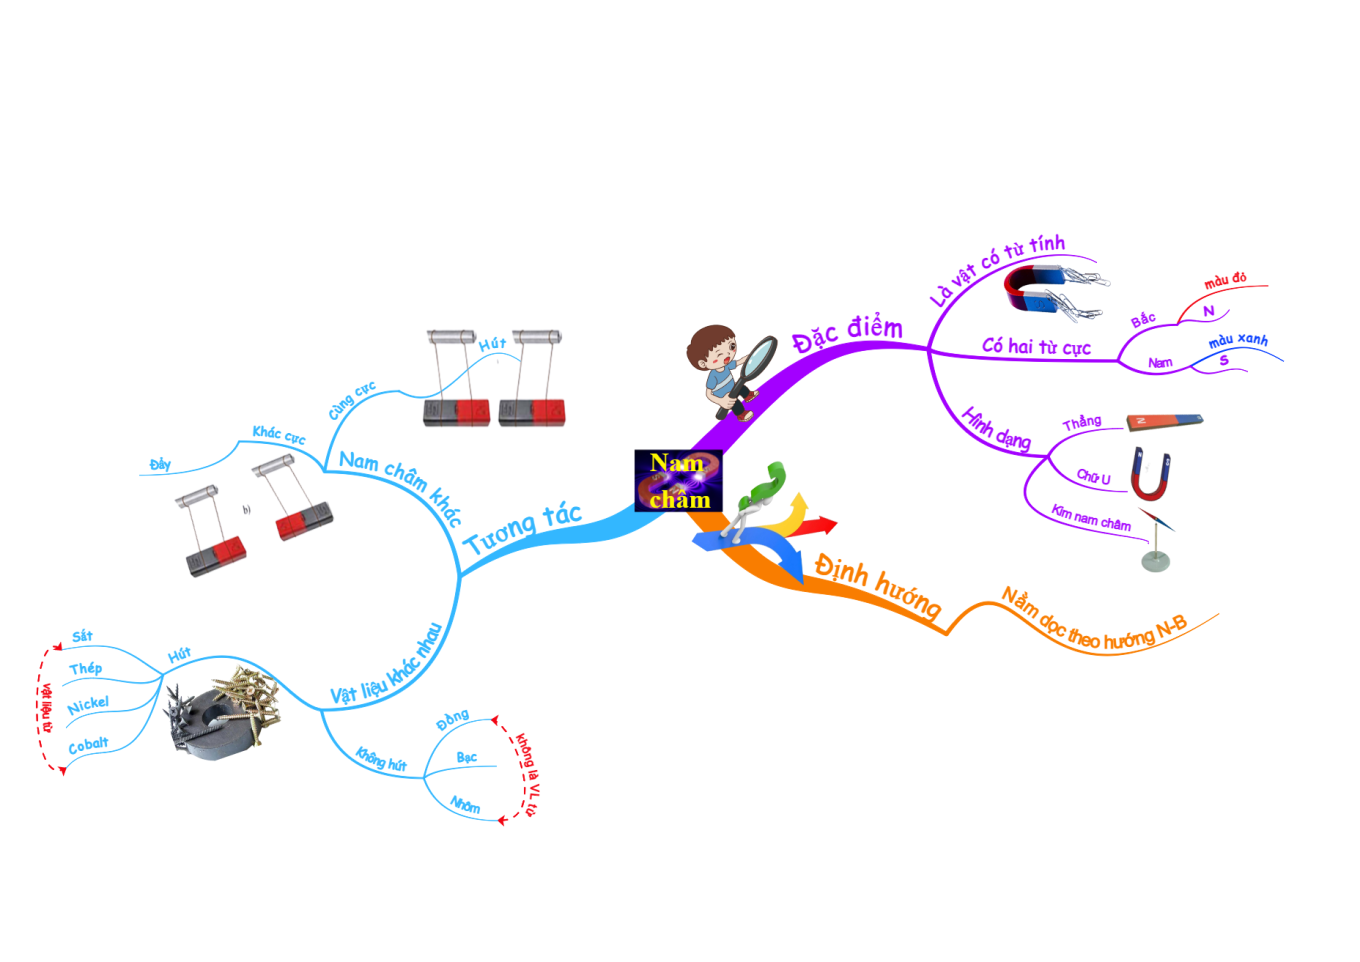 Nam
châm
Đặc điểm
Là vật có từ tính
Có hai từ cực
Bắc
màu đỏ
N
Nam
màu xanh
S
Hình dạng
Thẳng
Chữ U
Kim nam châm
Định hướng
Nằm dọc theo hướng N-B
Tương tác
Nam châm khác
Cùng cực
Hút
Khác cực
Đẩy
b)
Vật liệu khác nhau
Hút
Sắt
Thép
Nickel
Cobalt
vật liệu từ
Không hút
Đồng
Bạc
Nhôm
không là VL từ